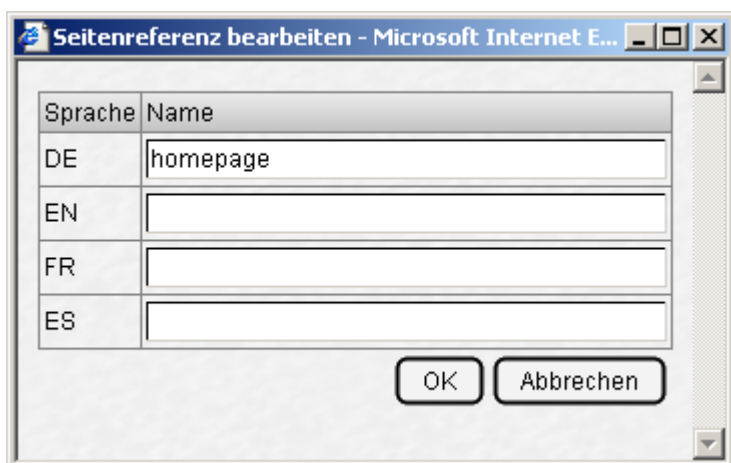 Seitenreferenz bearbeiten - Microsoft Internet E...
Sprache Name
DE homepage
EN
FR
ES
OK Abbrechen